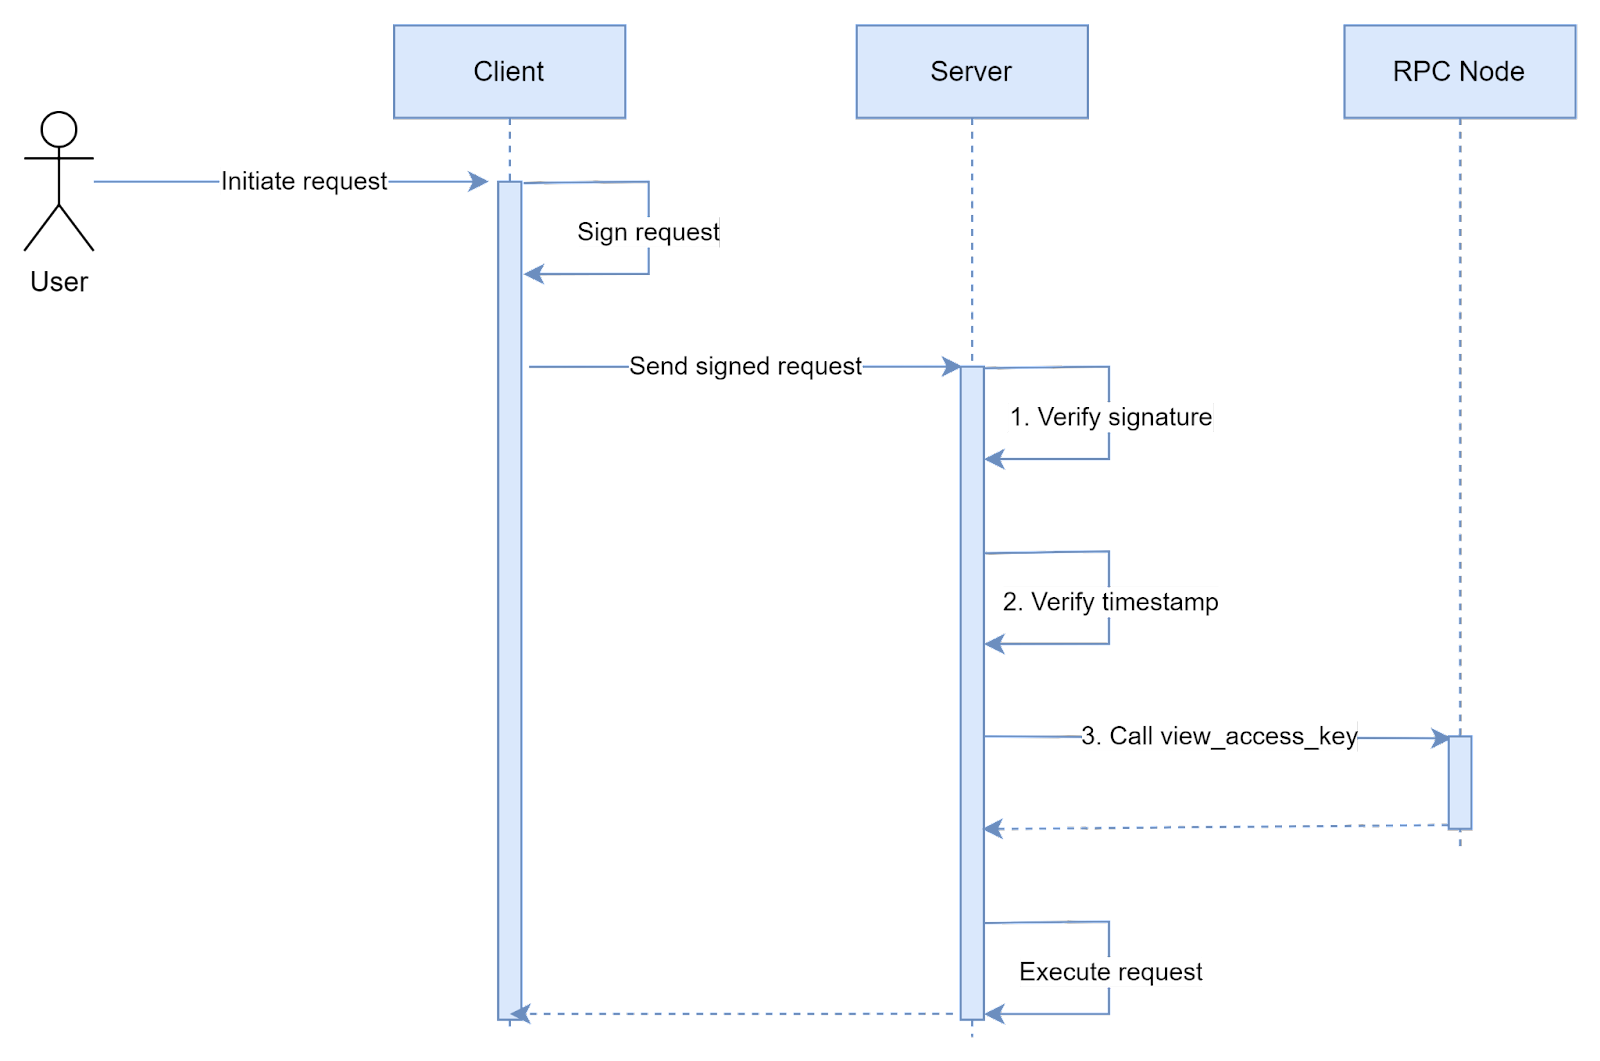 Client
Server
RPC Node
Initiate request
Sign request
User
Send signed request
1. Verify signature
2. Verify timestamp
3. Call view_access_key
Execute request